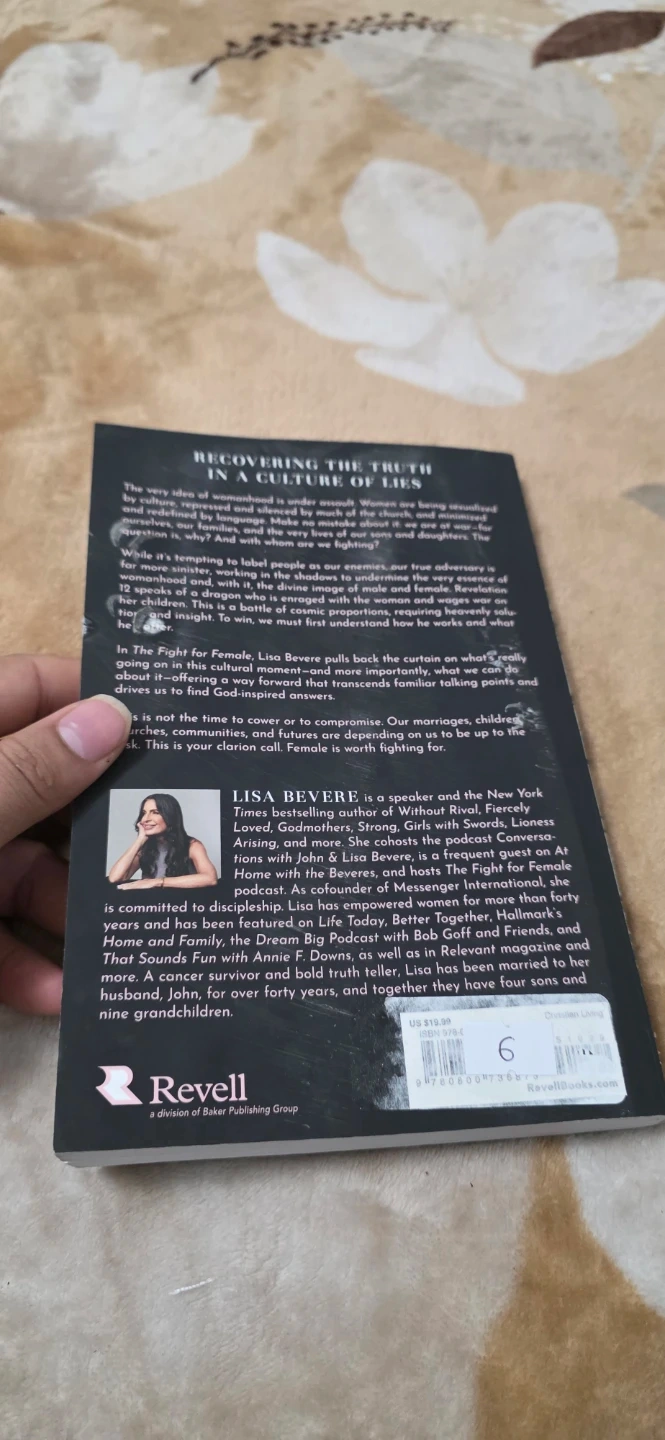 RECOVERING THE TRUTH
IN A CULTURE OF LIES
The very idea of womanhood is under assault. Women are being sexualized
by culture, repressed and silenced by much of the church, and minimized
and redefined by language. Make no mistake about it: we are at war—for
ourselves, our families, and the very lives of our sons and daughters. The
question is, why? And with whom are we fighting?
While it's tempting to label people as our enemies, our true adversary is
far more sinister, working in the shadows to undermine the very essence of
womanhood and, with it, the divine image of male and female. Revelation
12 speaks of a dragon who is enraged with the woman and wages war on
her children. This is a battle of cosmic proportions, requiring heavenly solu-
and insight. To win, we must first understand how he works and what
In The Fight for Female, Lisa Bevere pulls back the curtain on what's really
going on in this cultural moment—and more importantly, what we can do
about it—offering a way forward that transcends familiar talking points and
drives us to find God-inspired answers.
is not the time to cower or to compromise. Our marriages, children,
communities, and futures are depending on us to be up to the
This is your clarion call. Female is worth fighting for.
LISA BEVERE is a speaker and the New York
Times bestselling author of Without Rival, Fiercely
Loved, Godmothers, Strong, Girls with Swords, Lioness
Arising, and more. She cohosts the podcast Conversa-
tions with John & Lisa Bevere, is a frequent guest on At
Home with the Beveres, and hosts The Fight for Female
podcast. As cofounder of Messenger International, she
is committed to discipleship. Lisa has empowered women for more than forty
years and has been featured on Life Today, Better Together, Hallmark's
Home and Family, the Dream Big Podcast with Bob Goff and Friends, and
That Sounds Fun with Annie F. Downs, as well as in Relevant magazine and
more. A cancer survivor and bold truth teller, Lisa has been married to her
husband, John, for over forty years, and together they have four sons and
nine grandchildren.
US $19.99 Christian Living
ISBN 978-
6
RevellBooks.com
Revell
a division of Baker Publishing Group